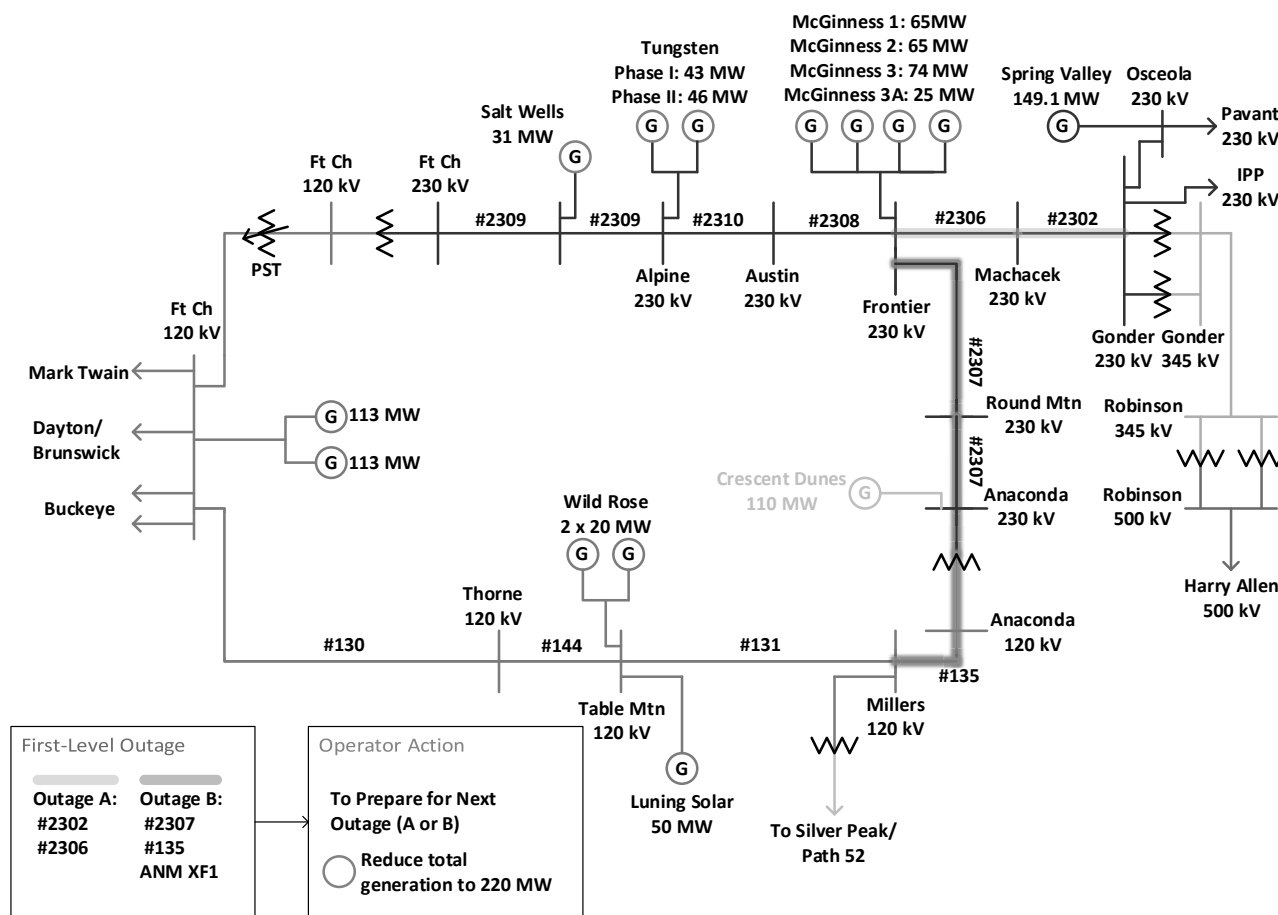 McGinness 1: 65MW
McGinness 2: 65 MW
McGinness 3: 74 MW
McGinness 3A: 25 MW
Tungsten
Phase I: 43 MW
Phase II: 46 MW
Spring Valley
149.1 MW
Osceola
230 kV
Salt Wells
31 MW
G
G
G
G
G
G
G
G
Pavant
230 kV
IPP
230 kV
Ft Ch
120 kV
Ft Ch
230 kV
#2309
#2309
#2310
#2308
#2306
#2302
PST
Alpine
230 kV
Austin
230 kV
Frontier
230 kV
Machacek
230 kV
Gonder
230 kV
Gonder
345 kV
Ft Ch
120 kV
Mark Twain
Dayton/
Brunswick
Buckeye
G
113 MW
G
113 MW
#2307
Round Mtn
230 kV
#2307
Robinson
345 kV
Crescent Dunes
110 MW
G
Anaconda
230 kV
Robinson
500 kV
Wild Rose
2 x 20 MW
G
G
Harry Allen
500 kV
Thorne
120 kV
Anaconda
120 kV
#130
#144
#131
#135
Table Mtn
120 kV
Millers
120 kV
G
Luning Solar
50 MW
To Silver Peak/
Path 52
First-Level Outage
Outage A:
#2302
#2306
Outage B:
#2307
#135
ANM XF1
Operator Action
To Prepare for Next
Outage (A or B)
Reduce total
generation to 220 MW